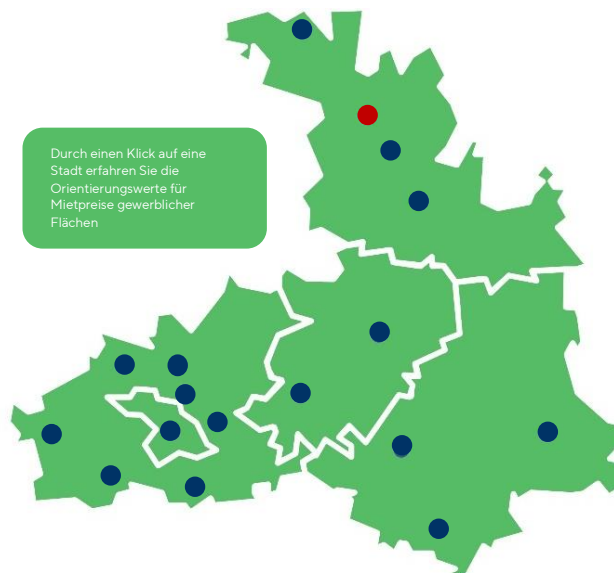 Durch einen Klick auf eine
Stadt erfahren Sie die
Orientierungswerte für
Mietpreise gewerblicher
Flächen